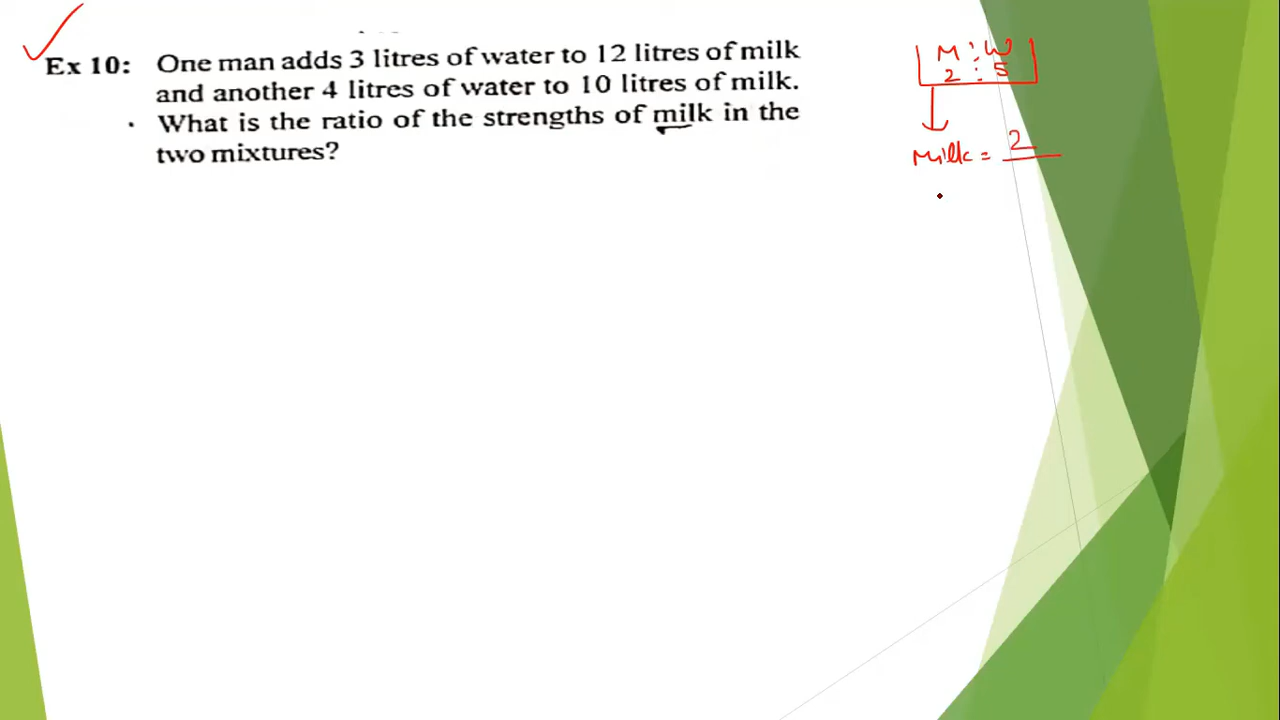 Ex 10: One man adds 3 litres of water to 12 litres of milk
and another 4 litres of water to 10 litres of milk.
What is the ratio of the strengths of milk in the
two mixtures?
M : W
2 : 5
Milk = 2